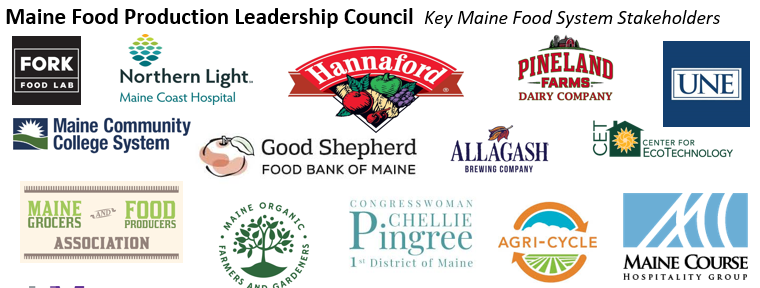 Maine Food Production Leadership Council Key Maine Food System Stakeholders
FORK
FOOD LAB
Northern Light
Maine Coast Hospital
Hannaford
PINELAND
FARMS
DAIRY COMPANY
UNE
Maine Community
College System
Good Shepherd
FOOD BANK OF MAINE
ALLAGASH
BREWING COMPANY
CET
CENTER FOR
ECOTECHNOLOGY
MAINE AND FOOD
GROCERS PRODUCERS
ASSOCIATION
MAINE ORGANIC
FARMERS AND GARDENERS
CONGRESSWOMAN
CHELLIE
Pingree
1st District of Maine
AGRI-CYCLE
MAINE COURSE
HOSPITALITY GROUP